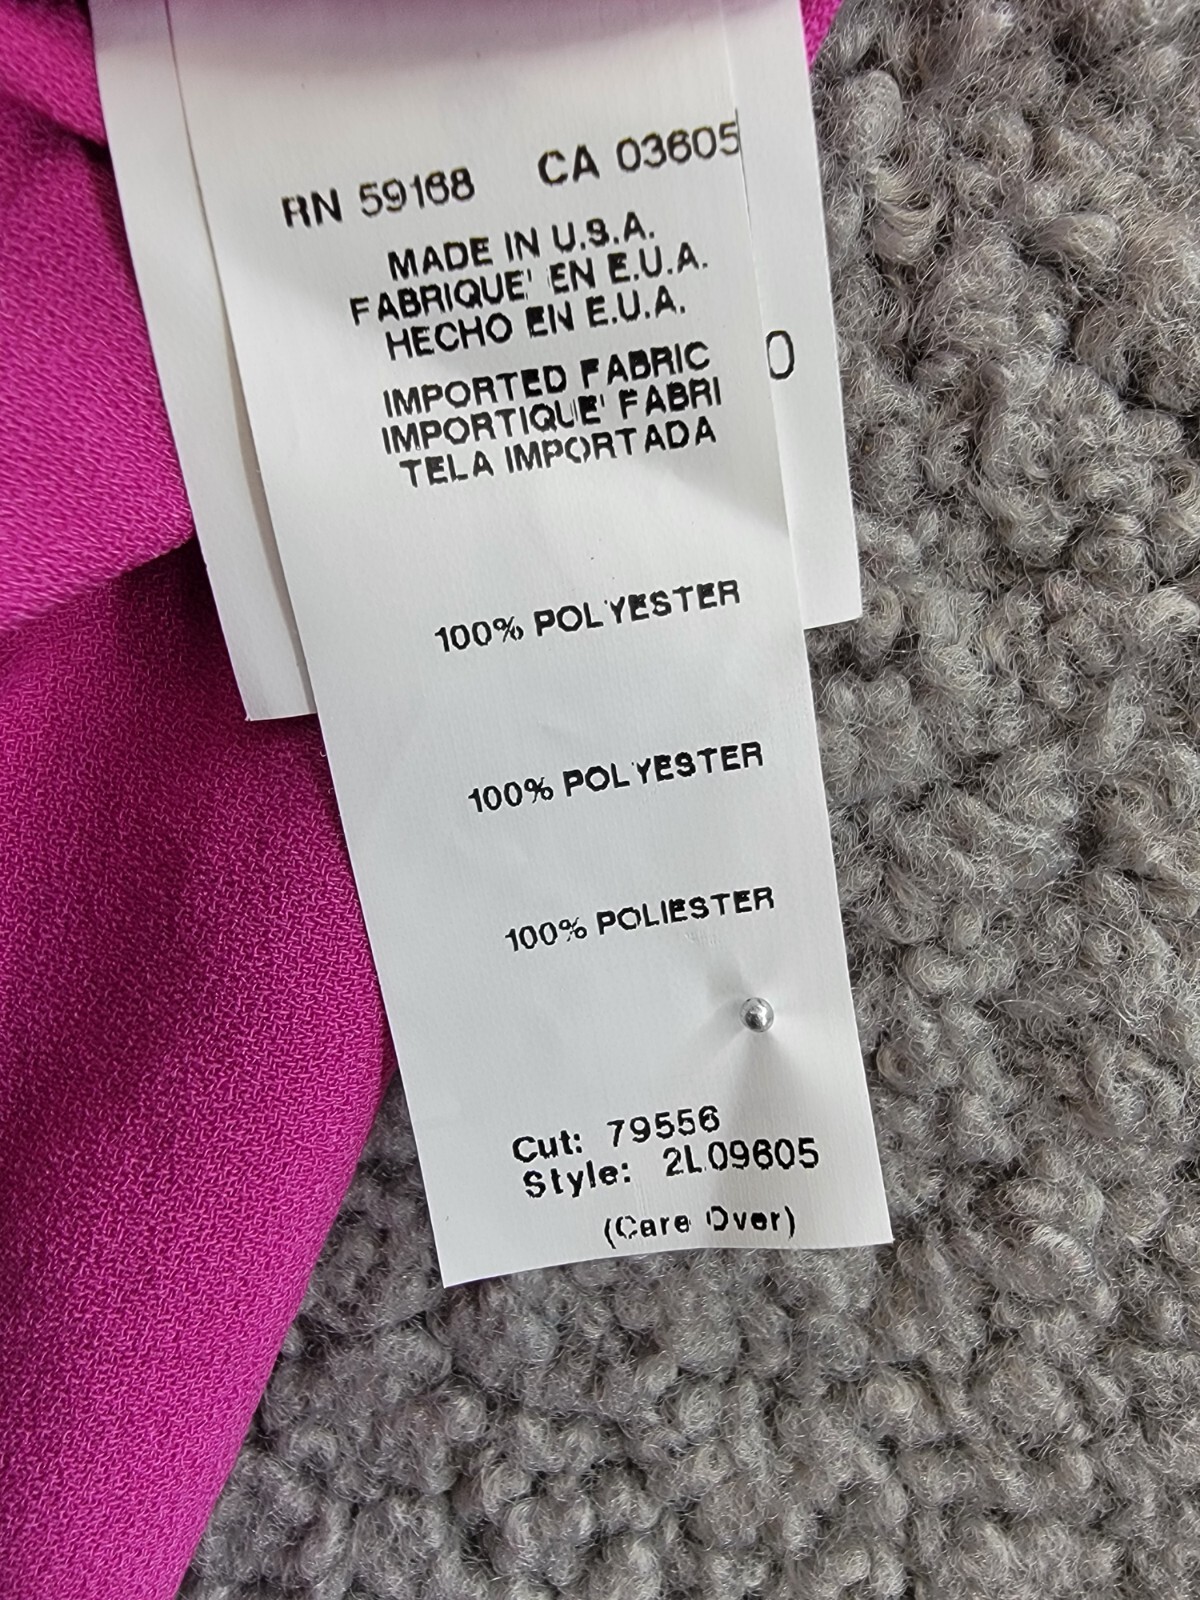 RN 59168 CA 03605
MADE IN U.S.A.
FABRIQUE' EN E.U.A.
HECHO EN E.U.A.
IMPORTED FABRIC
IMPORTIQUE' FABRI
TELA IMPORTADA
0
100% POLYESTER
100% POLYESTER
100% POLIESTER
Cut: 79556
Style: 2L09605
(Care Over)